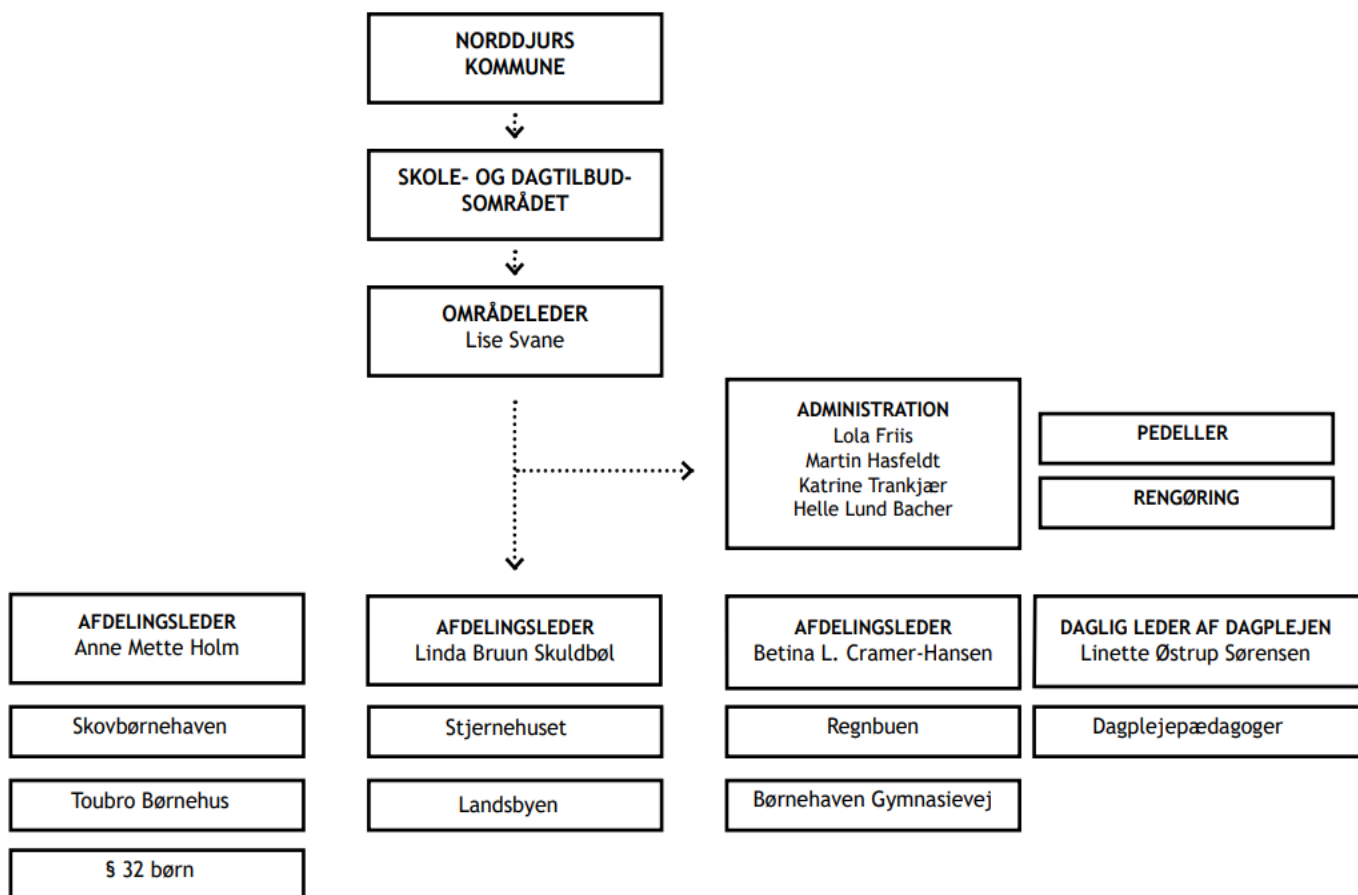 NORDDJURS
KOMMUNE
SKOLE- OG DAGTILBUD-
SOMRÅDET
OMRÅDELEDER
Lise Svane
ADMINISTRATION
Lola Friis
Martin Hasfeldt
Katrine Trankjær
Helle Lund Bacher
PEDELLER
RENGØRING
AFDELINGSLEDER
Anne Mette Holm
Skovbørnehaven
Toubro Børnehus
§ 32 børn
AFDELINGSLEDER
Linda Bruun Skuldbøl
Stjernehuset
Landsbyen
AFDELINGSLEDER
Betina L. Cramer-Hansen
Regnbuen
Børnehaven Gymnasievej
DAGLIG LEDER AF DAGPLEJEN
Linette Østrup Sørensen
Dagplejepædagoger